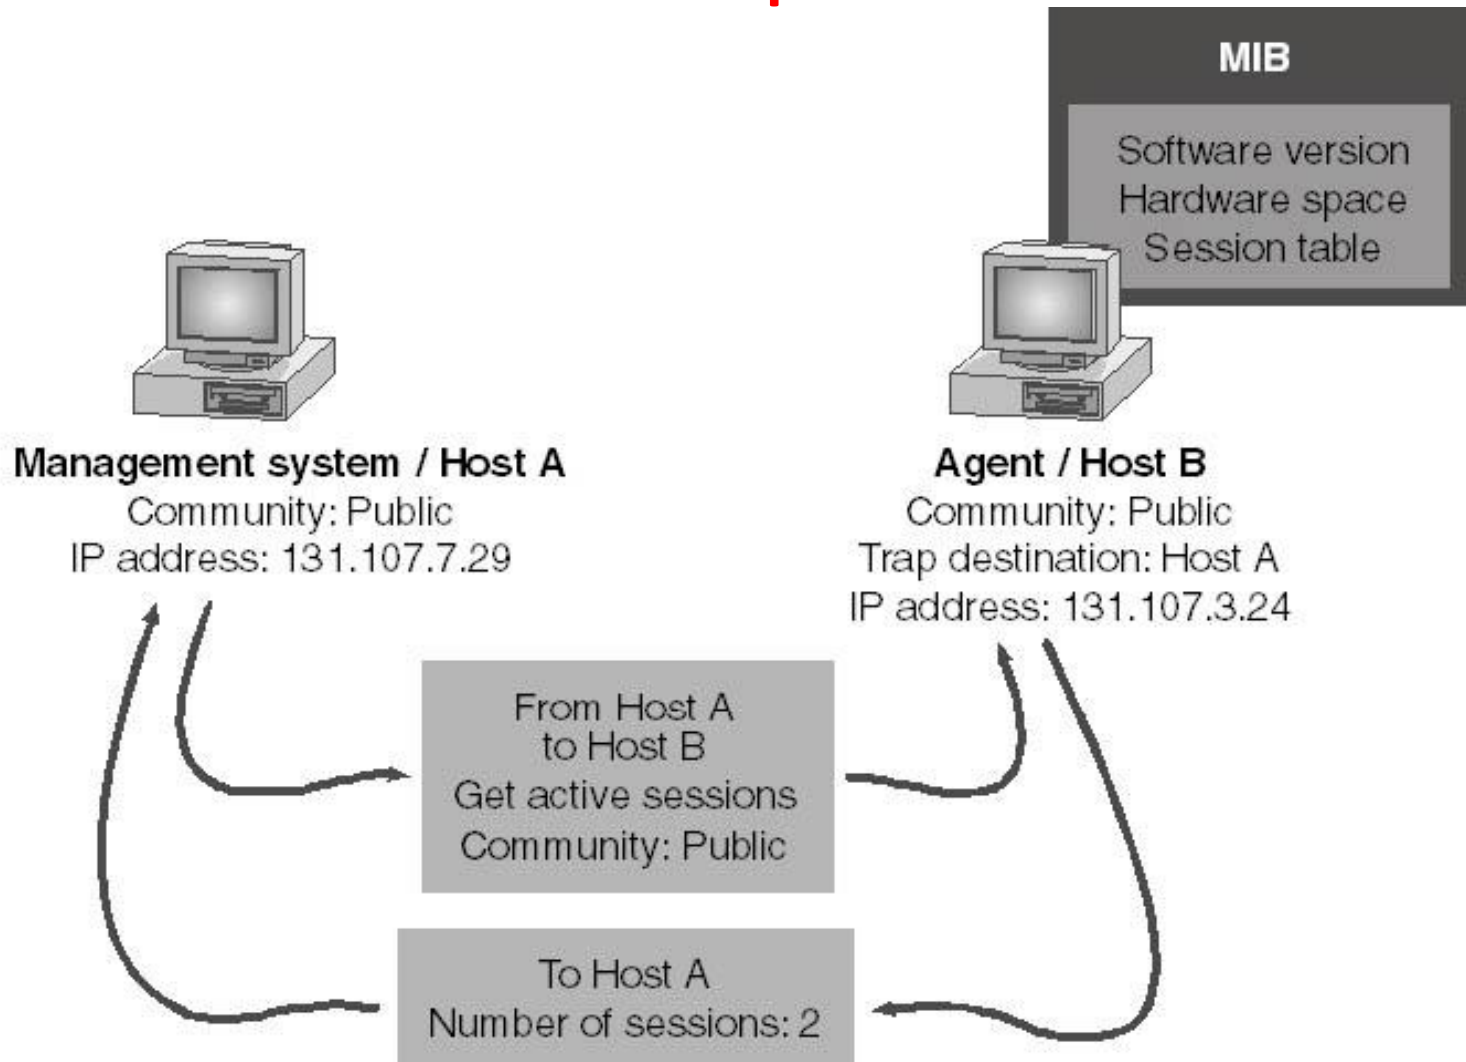 MIB
Software version
Hardware space
Session table
Management system / Host A
Community: Public
IP address: 131.107.7.29
Agent / Host B
Community: Public
Trap destination: Host A
IP address: 131.107.3.24
From Host A
to Host B
Get active sessions
Community: Public
To Host A
Number of sessions: 2